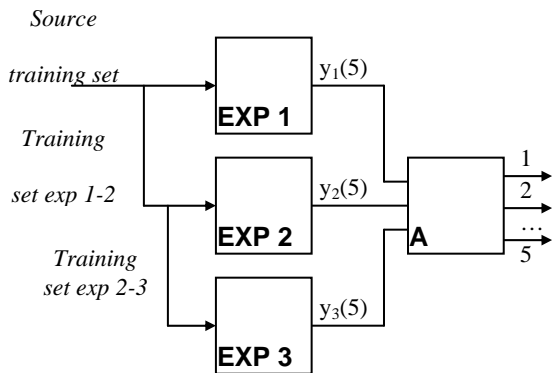 Source
training set
y₁(5)
EXP 1
Training
set exp 1-2
y₂(5)
EXP 2
A
1
2
…
5
Training
set exp 2-3
y₃(5)
EXP 3